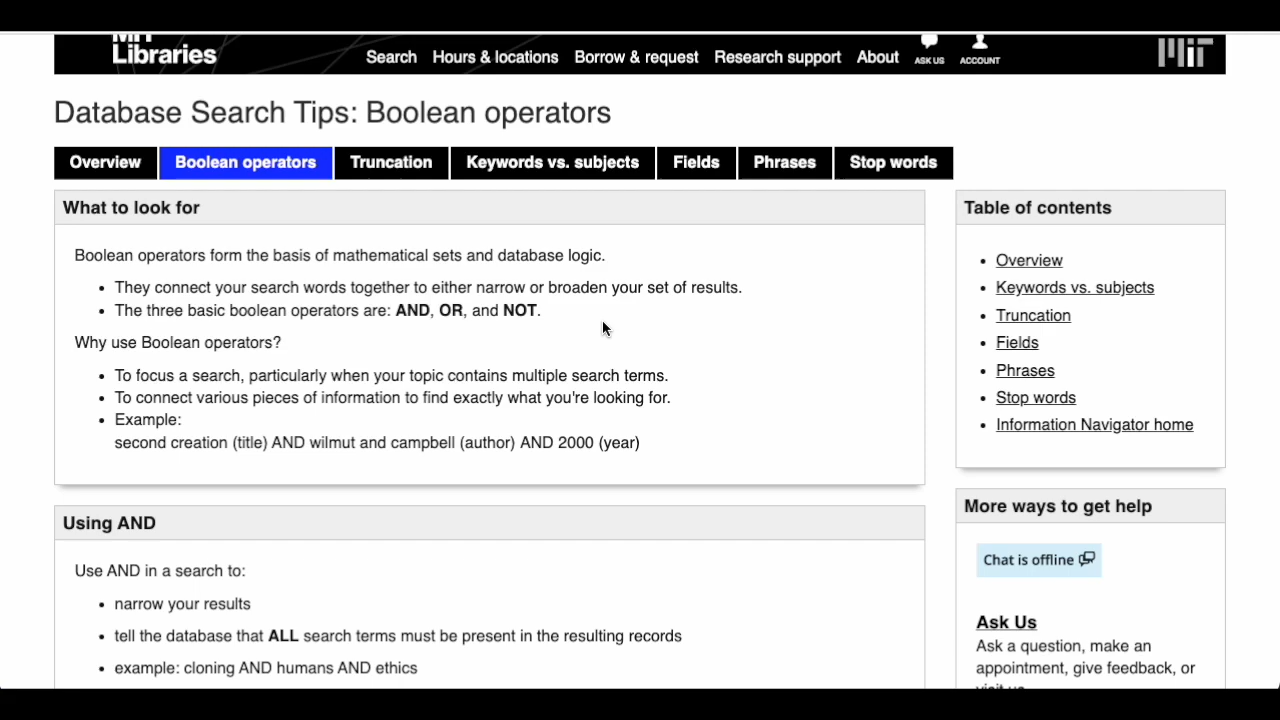 MIT
Libraries
Search Hours & locations Borrow & request Research support About ASK US ACCOUNT
MIT
Database Search Tips: Boolean operators
Overview Boolean operators Truncation Keywords vs. subjects Fields Phrases Stop words
What to look for
Boolean operators form the basis of mathematical sets and database logic.
• They connect your search words together to either narrow or broaden your set of results.
• The three basic boolean operators are: AND, OR, and NOT.
Why use Boolean operators?
• To focus a search, particularly when your topic contains multiple search terms.
• To connect various pieces of information to find exactly what you're looking for.
• Example:
second creation (title) AND wilmut and campbell (author) AND 2000 (year)
Using AND
Use AND in a search to:
• narrow your results
• tell the database that ALL search terms must be present in the resulting records
• example: cloning AND humans AND ethics
Table of contents
• Overview
• Keywords vs. subjects
• Truncation
• Fields
• Phrases
• Stop words
• Information Navigator home
More ways to get help
Chat is offline
Ask Us
Ask a question, make an
appointment, give feedback, or
visit us